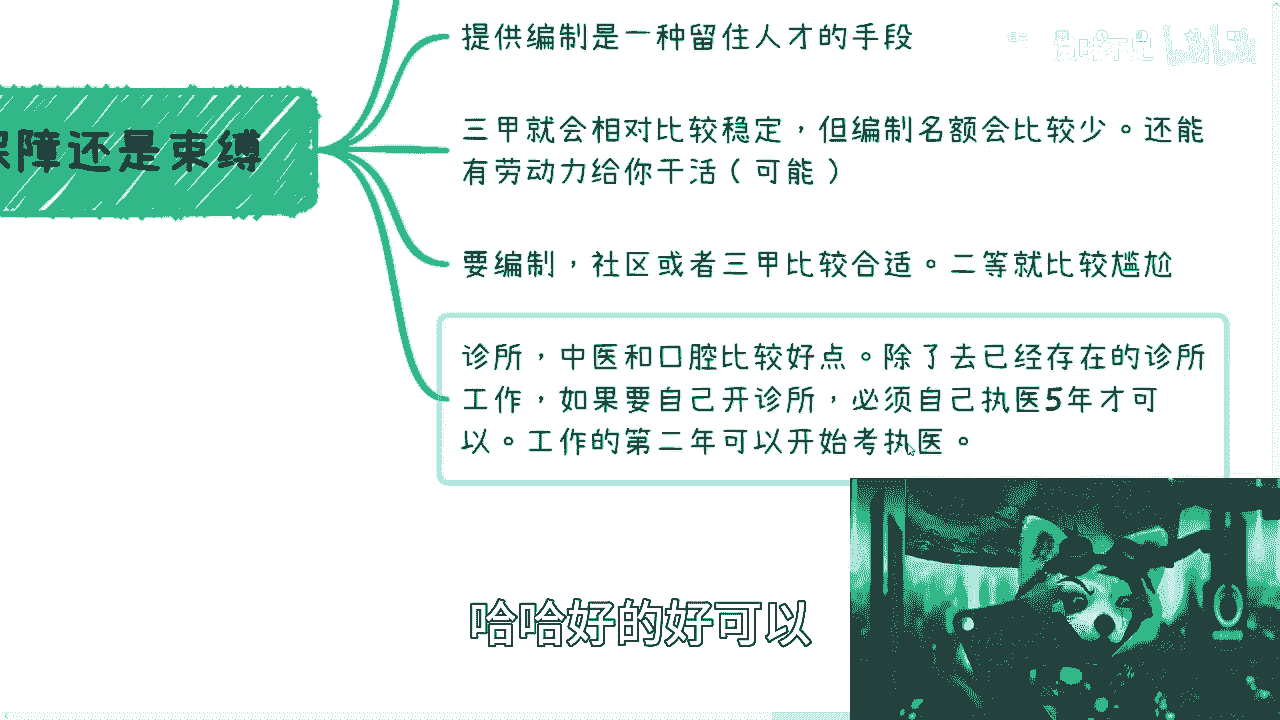 提供编制是一种留住人才的手段
三甲就会相对比较稳定，但编制名额会比较少。还能
有劳动力给你干活（可能）
障还是束缚
要编制，社区或者三甲比较合适。二等就比较尴尬
诊所，中医和口腔比较好点。除了去已经存在的诊所
工作，如果要自己开诊所，必须自己执医5年才可
以。工作的第二年可以开始考执医。
哈哈好的好可以